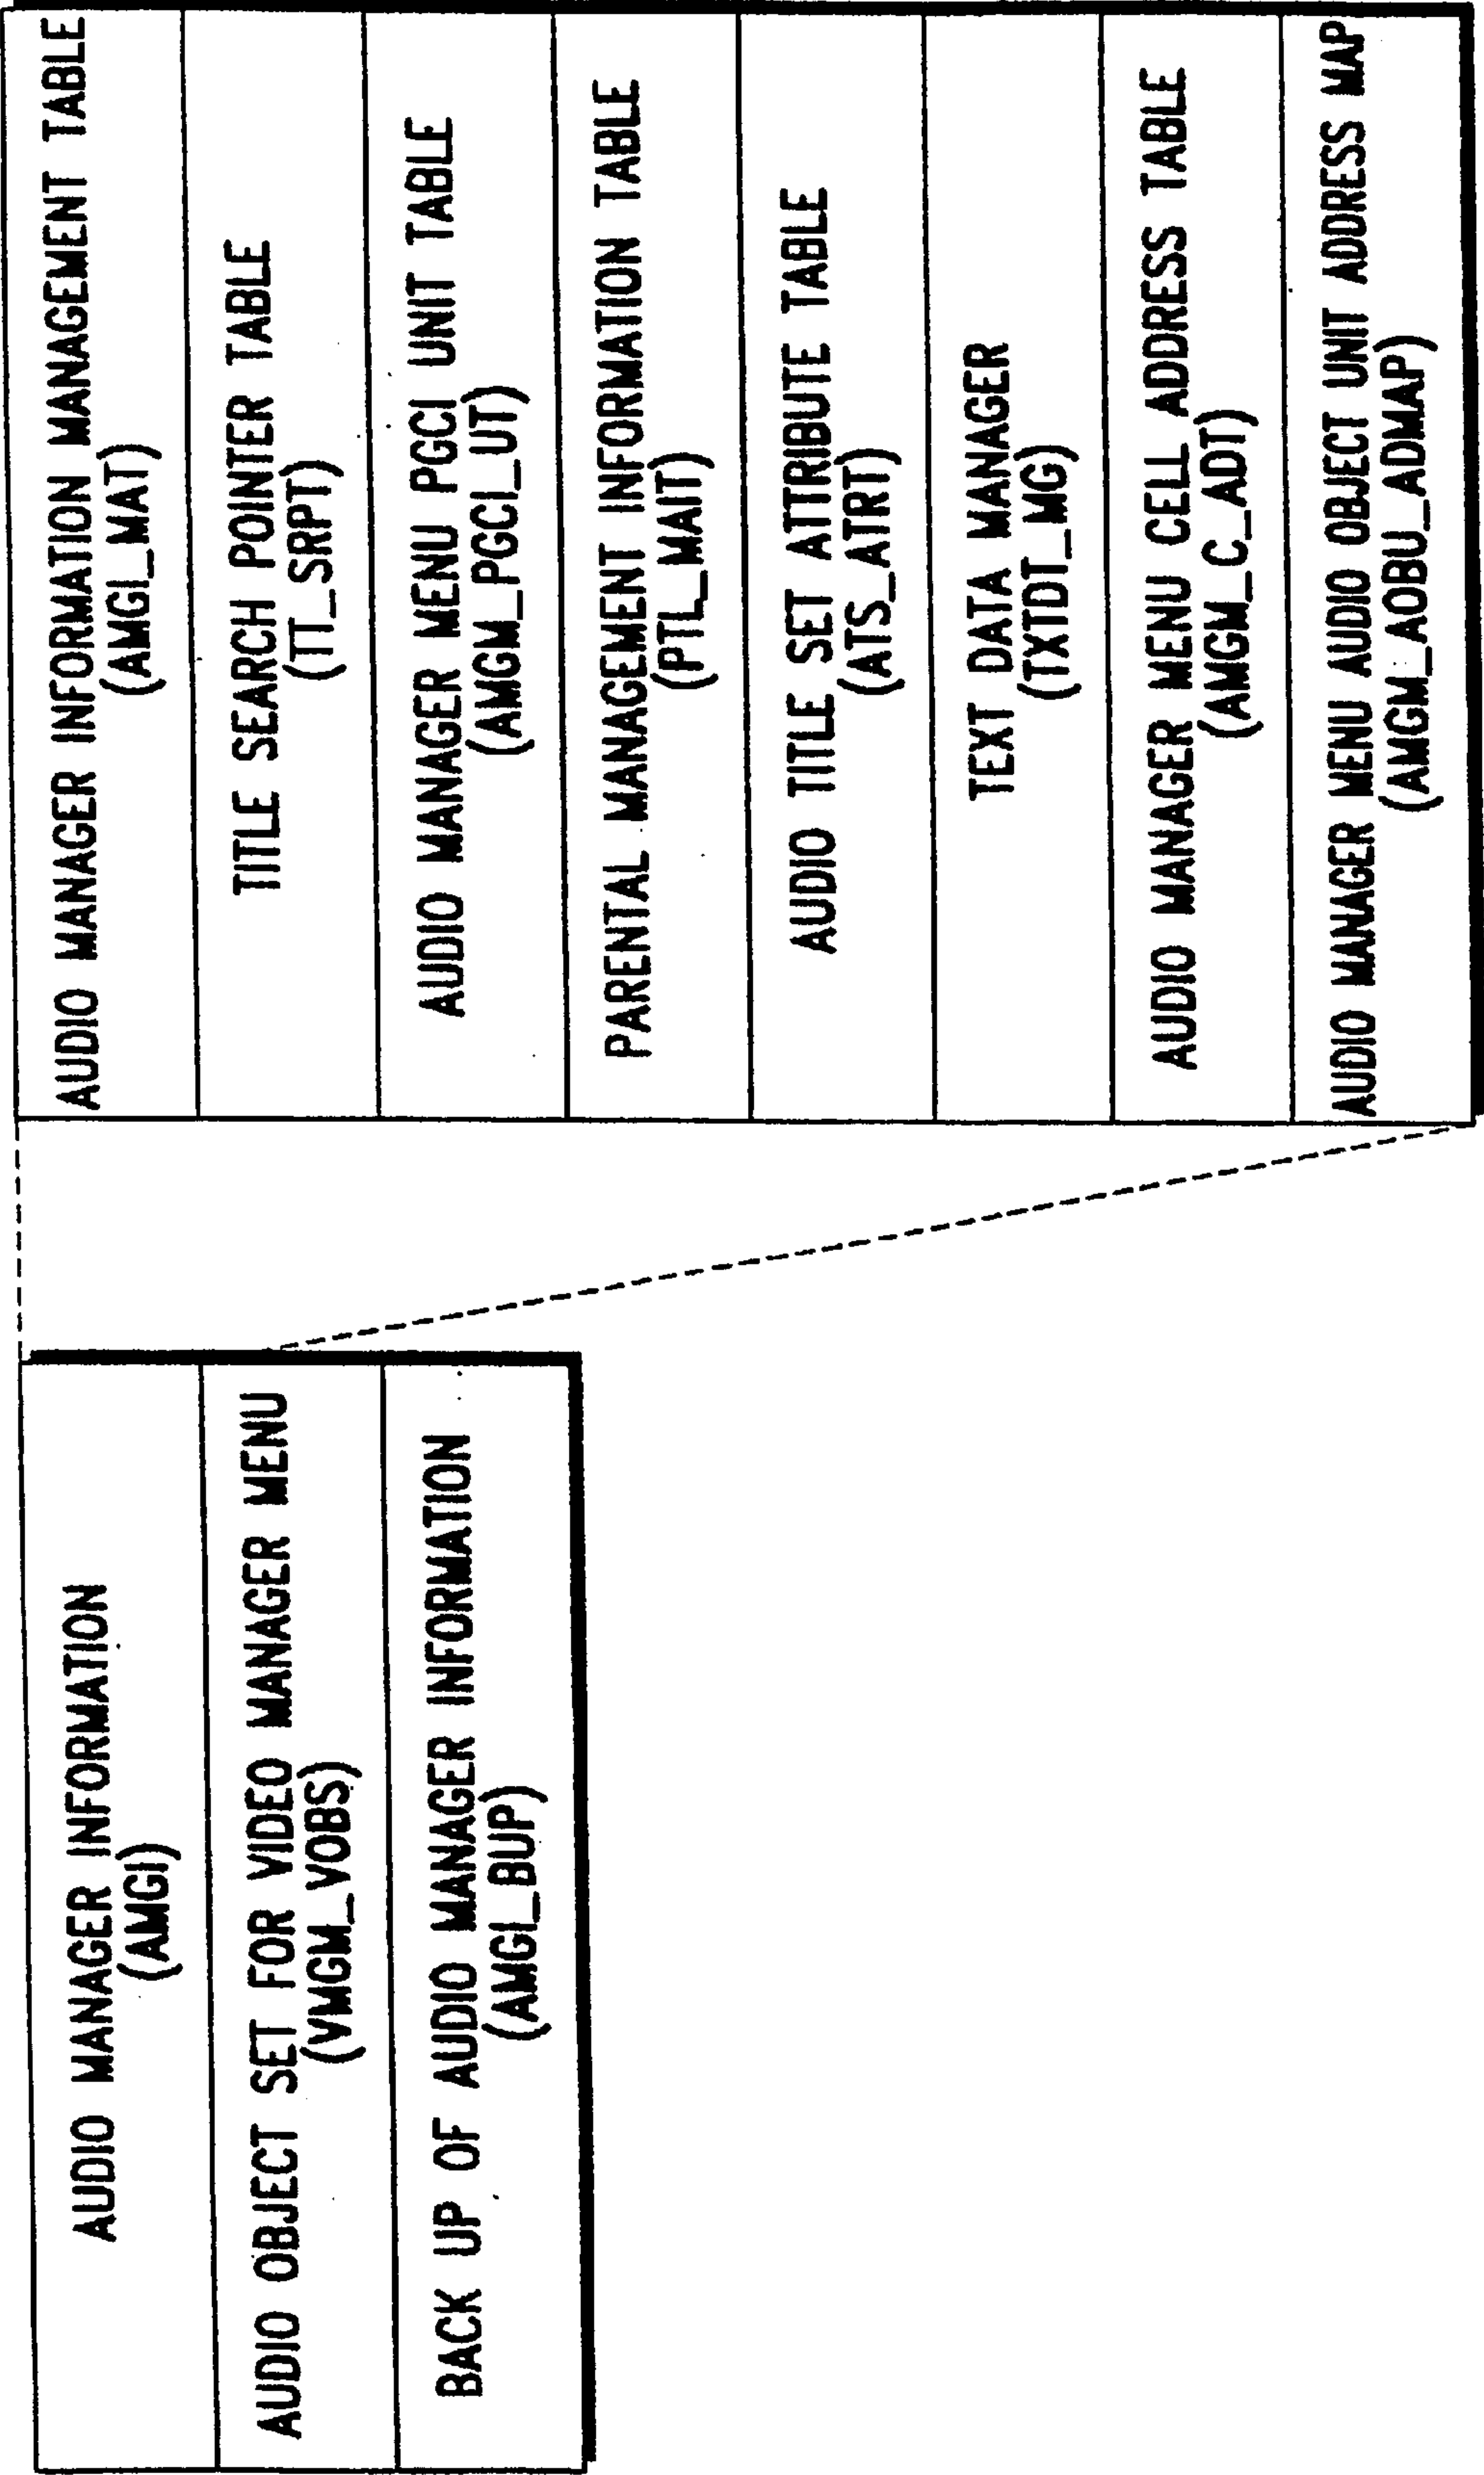 AUDIO MANAGER INFORMATION
(AMGI)
AUDIO OBJECT SET FOR VIDEO MANAGER MENU
(VMGM_VOBS)
BACK UP OF AUDIO MANAGER INFORMATION
(AMGI_BUP)
AUDIO MANAGER INFORMATION MANAGEMENT TABLE
(AMGI_MAT)
TITLE SEARCH POINTER TABLE
(TT_SRPT)
AUDIO MANAGER MENU PGCI UNIT TABLE
(AMGM_PGCI_UT)
PARENTAL MANAGEMENT INFORMATION TABLE
(PTL_MAIT)
AUDIO TITLE SET ATTRIBUTE TABLE
(ATS_ATRT)
TEXT DATA MANAGER
(TXTDT_MG)
AUDIO MANAGER MENU CELL ADDRESS TABLE
(AMGM_C_ADT)
AUDIO MANAGER MENU AUDIO OBJECT UNIT ADDRESS MAP
(AMGM_AOBU_ADMAP)